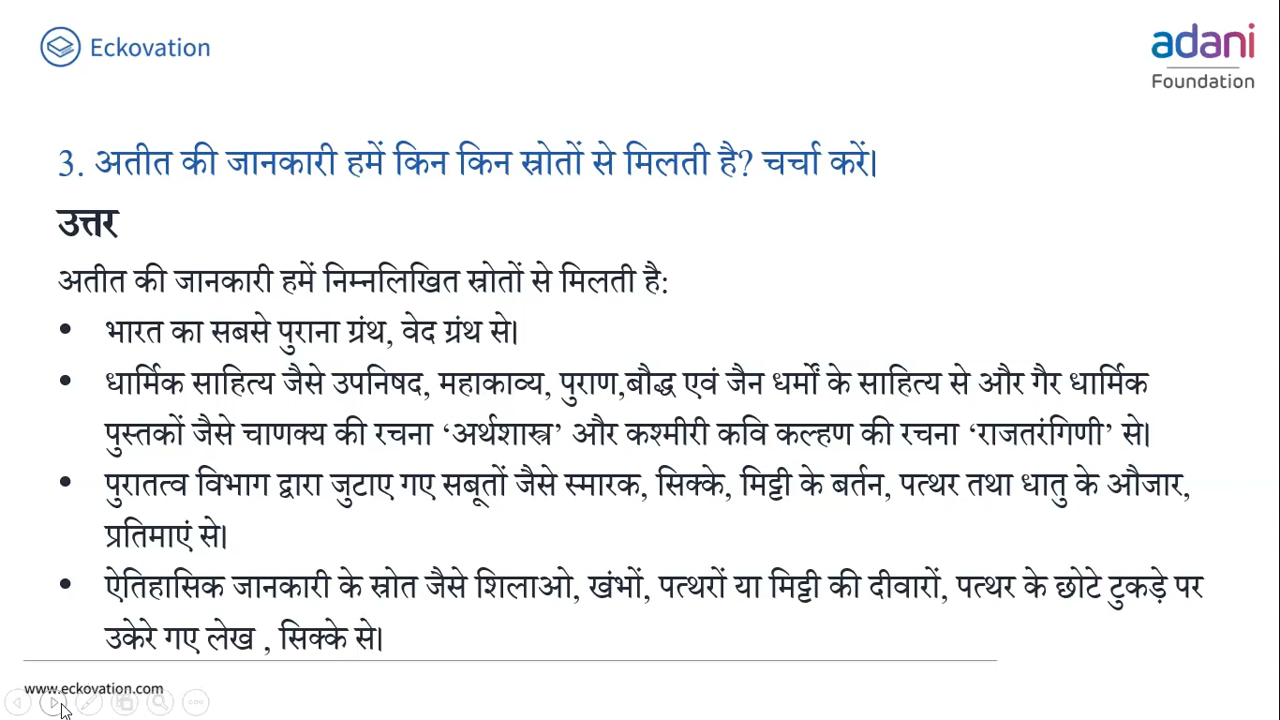 Eckovation
adani
Foundation
3. अतीत की जानकारी हमें किन किन स्रोतों से मिलती है? चर्चा करें।
उत्तर
अतीत की जानकारी हमें निम्नलिखित स्रोतों से मिलती है:
• भारत का सबसे पुराना ग्रंथ, वेद ग्रंथ से।
• धार्मिक साहित्य जैसे उपनिषद, महाकाव्य, पुराण,बौद्ध एवं जैन धर्मों के साहित्य से और गैर धार्मिक
पुस्तकों जैसे चाणक्य की रचना ‘अर्थशास्त्र’ और कश्मीरी कवि कल्हण की रचना ‘राजतरंगिणी’ से।
• पुरातत्व विभाग द्वारा जुटाए गए सबूतों जैसे स्मारक, सिक्के, मिट्टी के बर्तन, पत्थर तथा धातु के औजार,
प्रतिमाएं से।
• ऐतिहासिक जानकारी के स्रोत जैसे शिलाओ, खंभों, पत्थरों या मिट्टी की दीवारों, पत्थर के छोटे टुकड़े पर
उकेरे गए लेख , सिक्के से।
www.eckovation.com